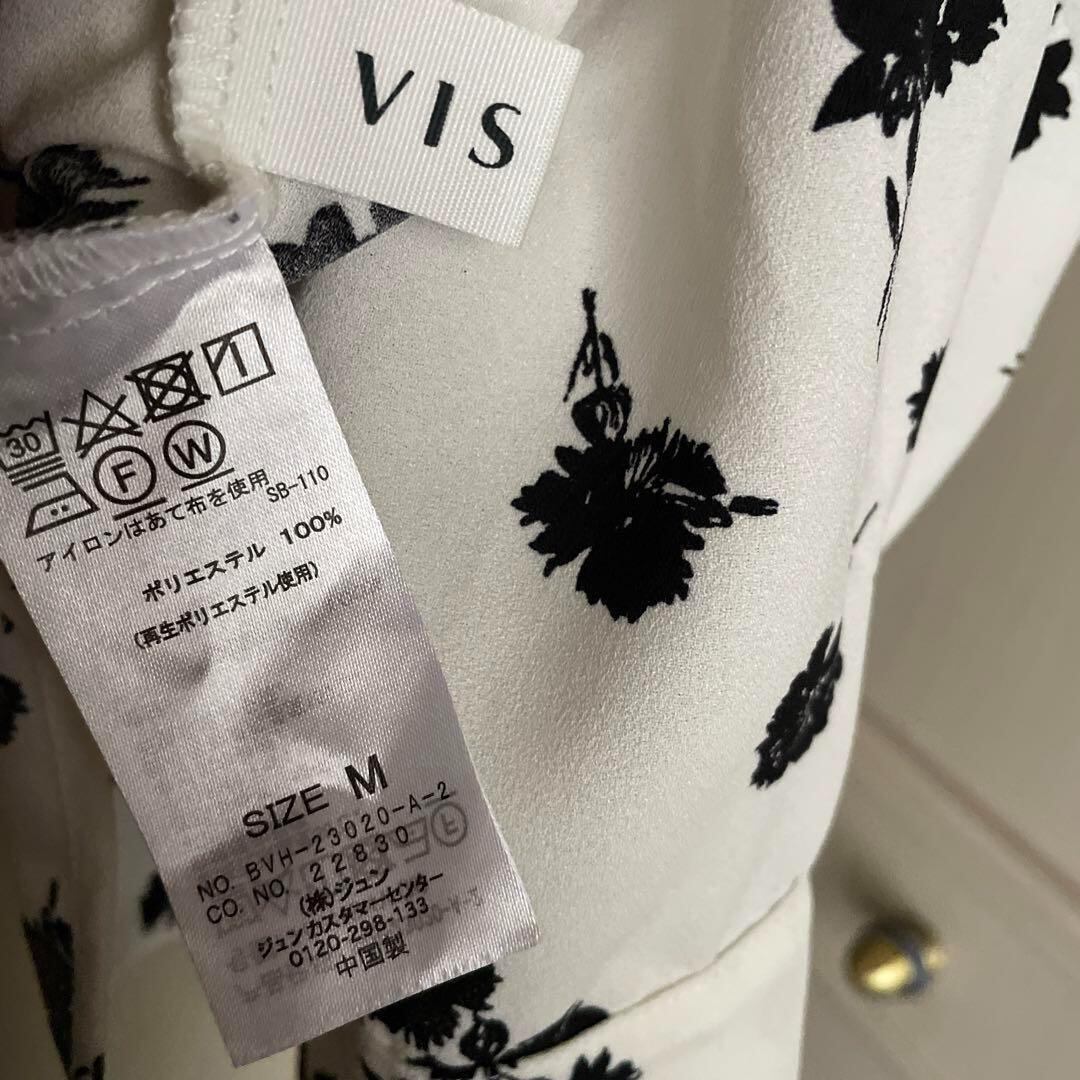 VIS
30
F W
アイロンはあて布を使用
SB-110
ポリエステル 100%
(再生ポリエステル使用)
SIZE M
NO. BVH-23020-A-2
CO. NO. 22830
(株)ジュン
ジュンカスタマーセンター
0120-298-133
中国製